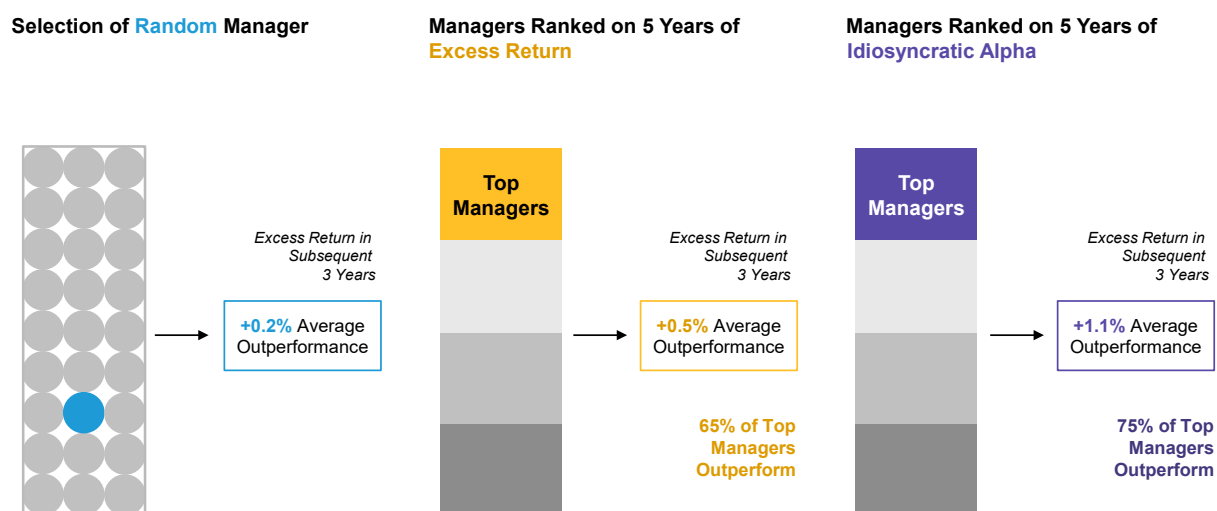 Selection of Random Manager
Managers Ranked on 5 Years of
Excess Return
Managers Ranked on 5 Years of
Idiosyncratic Alpha
Excess Return in
Subsequent
3 Years
+0.2% Average
Outperformance
Top
Managers
Excess Return in
Subsequent
3 Years
+0.5% Average
Outperformance
65% of Top
Managers
Outperform
Top
Managers
Excess Return in
Subsequent
3 Years
+1.1% Average
Outperformance
75% of Top
Managers
Outperform